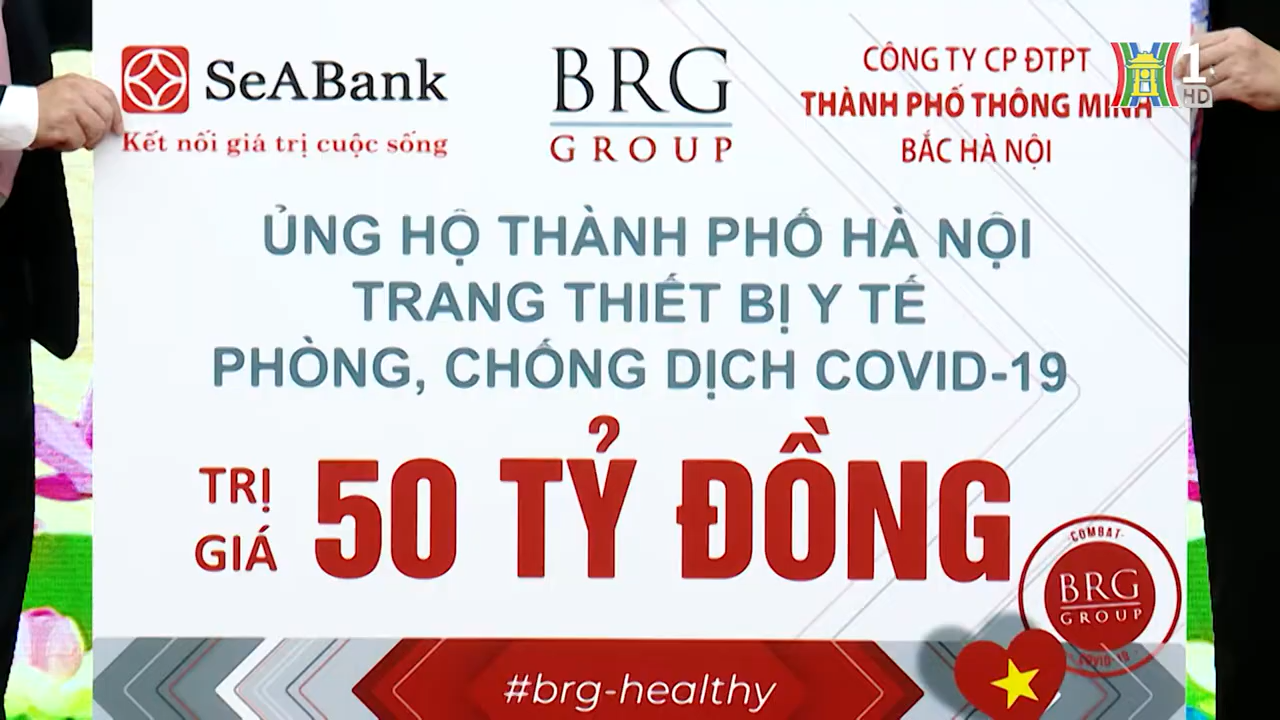 SeABank
Kết nối giá trị cuộc sống
BRG
GROUP
CÔNG TY CP ĐTPT
THÀNH PHỐ THÔNG MINH
BẮC HÀ NỘI
1
HD
ỦNG HỘ THÀNH PHỐ HÀ NỘI
TRANG THIẾT BỊ Y TẾ
PHÒNG, CHỐNG DỊCH COVID-19
TRỊ GIÁ 50 TỶ ĐỒNG
COMBAT
BRG
GROUP
COVID-19
#brg-healthy